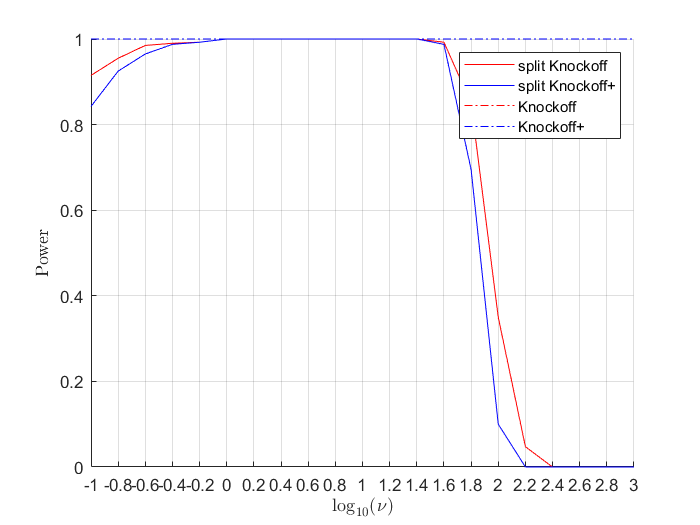 1
0.8
0.6
0.4
0.2
0
Power
split Knockoff
split Knockoff+
Knockoff
Knockoff+
-1 -0.8 -0.6 -0.4 -0.2 0 0.2 0.4 0.6 0.8 1 1.2 1.4 1.6 1.8 2 2.2 2.4 2.6 2.8 3
log₁₀(ν)